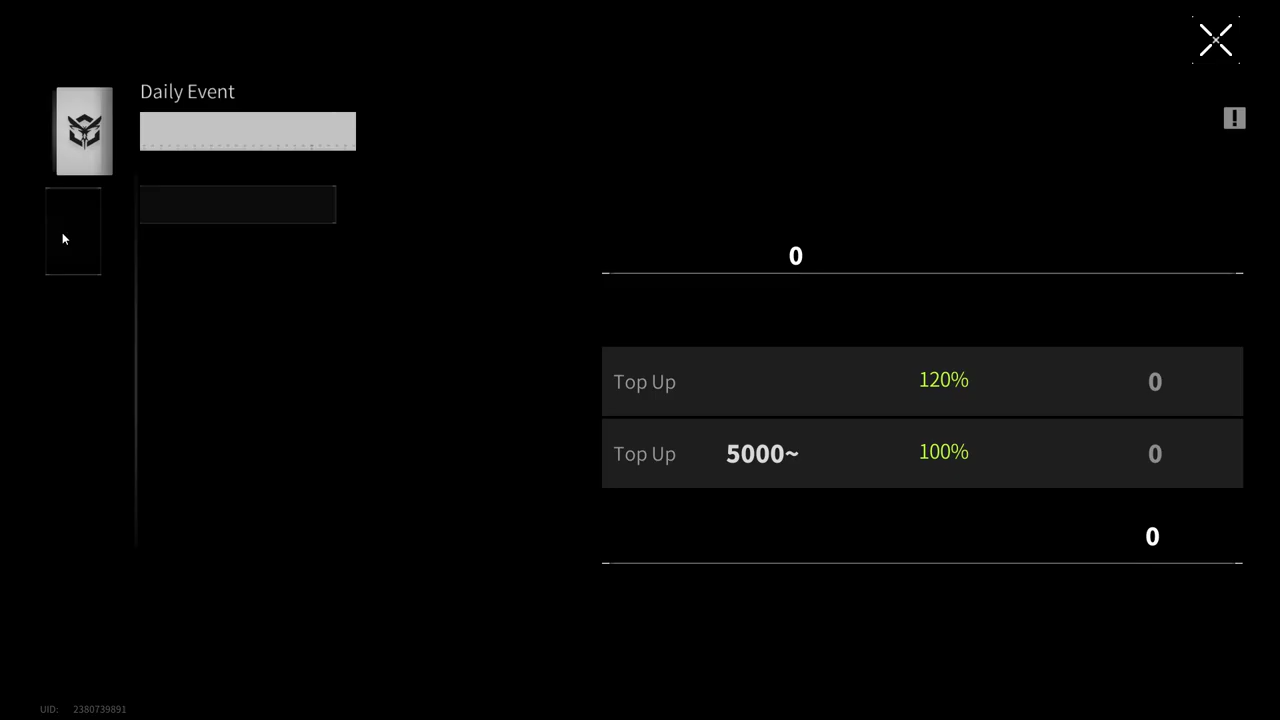 Daily Event
0
Top Up 120% 0
Top Up 5000~ 100% 0
0
UID: 2380739891